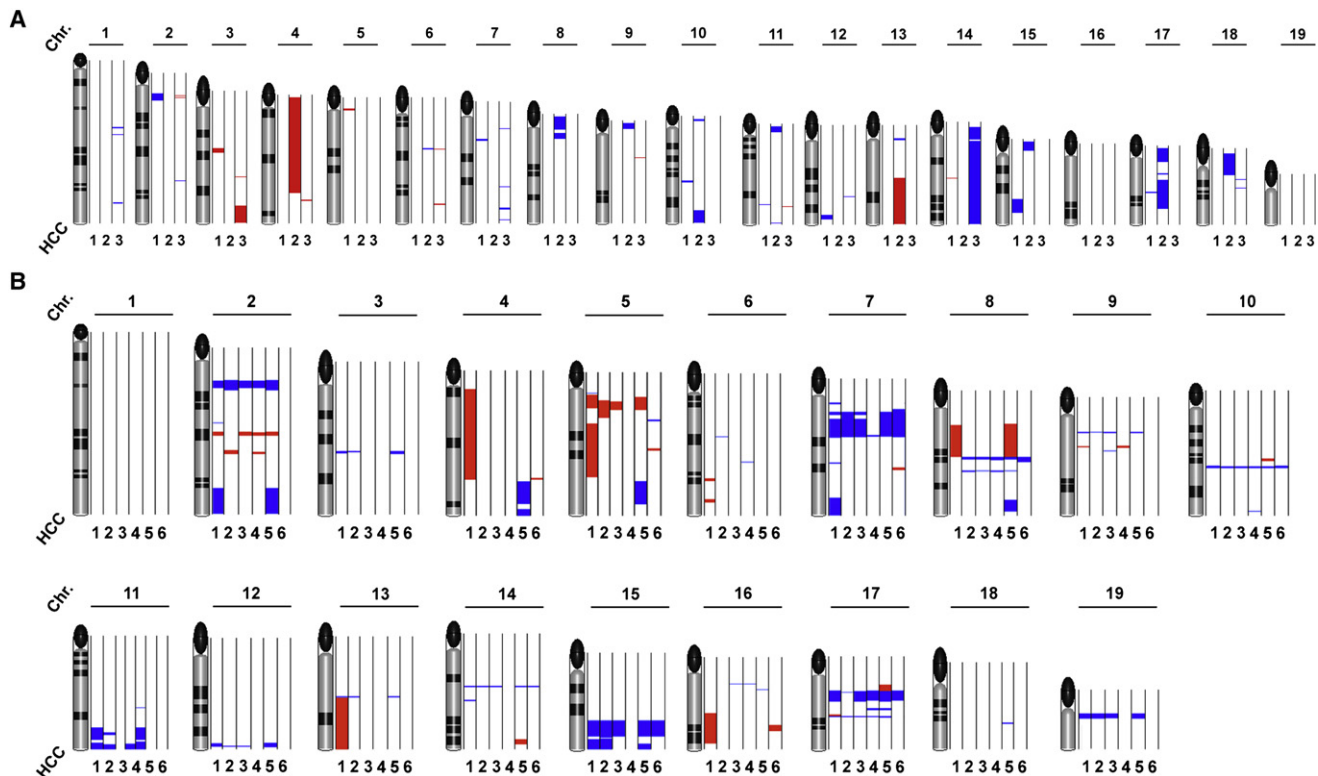 A
Chr. 1 2 3 4 5 6 7 8 9 10 11 12 13 14 15 16 17 18 19
HCC 1 2 3 1 2 3 1 2 3 1 2 3 1 2 3 1 2 3 1 2 3 1 2 3 1 2 3 1 2 3 1 2 3 1 2 3 1 2 3 1 2 3 1 2 3 1 2 3 1 2 3 1 2 3 1 2 3
B
Chr. 1 2 3 4 5 6 7 8 9 10
HCC 1 2 3 4 5 6 1 2 3 4 5 6 1 2 3 4 5 6 1 2 3 4 5 6 1 2 3 4 5 6 1 2 3 4 5 6 1 2 3 4 5 6 1 2 3 4 5 6 1 2 3 4 5 6 1 2 3 4 5 6
Chr. 11 12 13 14 15 16 17 18 19
HCC 1 2 3 4 5 6 1 2 3 4 5 6 1 2 3 4 5 6 1 2 3 4 5 6 1 2 3 4 5 6 1 2 3 4 5 6 1 2 3 4 5 6 1 2 3 4 5 6 1 2 3 4 5 6